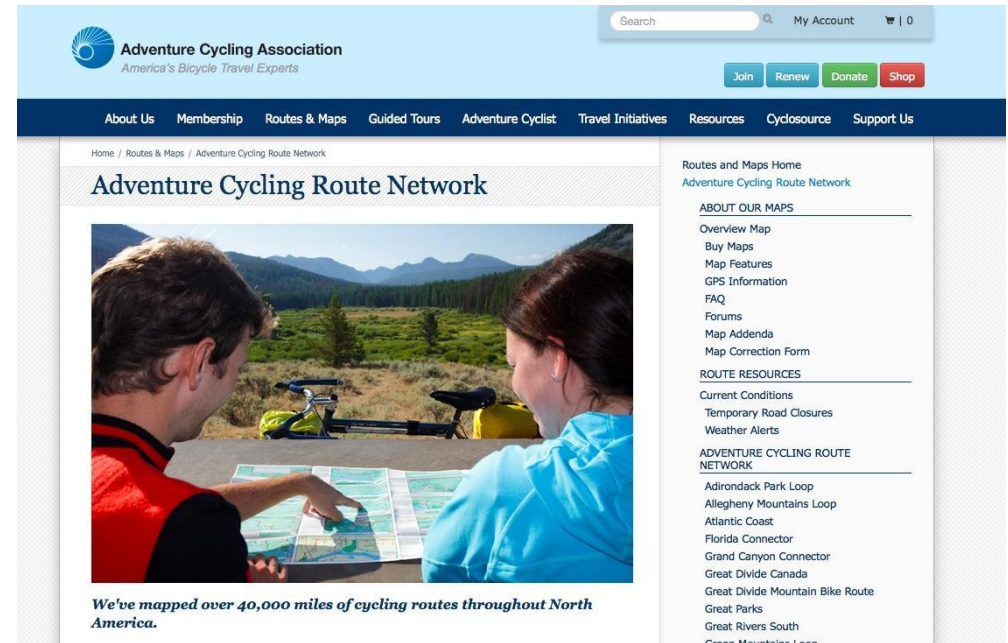 Search
My Account
| 0
Adventure Cycling Association
America's Bicycle Travel Experts
Join
Renew
Donate
Shop
About Us
Membership
Routes & Maps
Guided Tours
Adventure Cyclist
Travel Initiatives
Resources
Cyclosource
Support Us
Home / Routes & Maps / Adventure Cycling Route Network
Adventure Cycling Route Network
We've mapped over 40,000 miles of cycling routes throughout North
America.
Routes and Maps Home
Adventure Cycling Route Network
ABOUT OUR MAPS
Overview Map
Buy Maps
Map Features
GPS Information
FAQ
Forums
Map Addenda
Map Correction Form
ROUTE RESOURCES
Current Conditions
Temporary Road Closures
Weather Alerts
ADVENTURE CYCLING ROUTE
NETWORK
Adirondack Park Loop
Allegheny Mountains Loop
Atlantic Coast
Florida Connector
Grand Canyon Connector
Great Divide Canada
Great Divide Mountain Bike Route
Great Parks
Great Rivers South
Green Mountains Loop